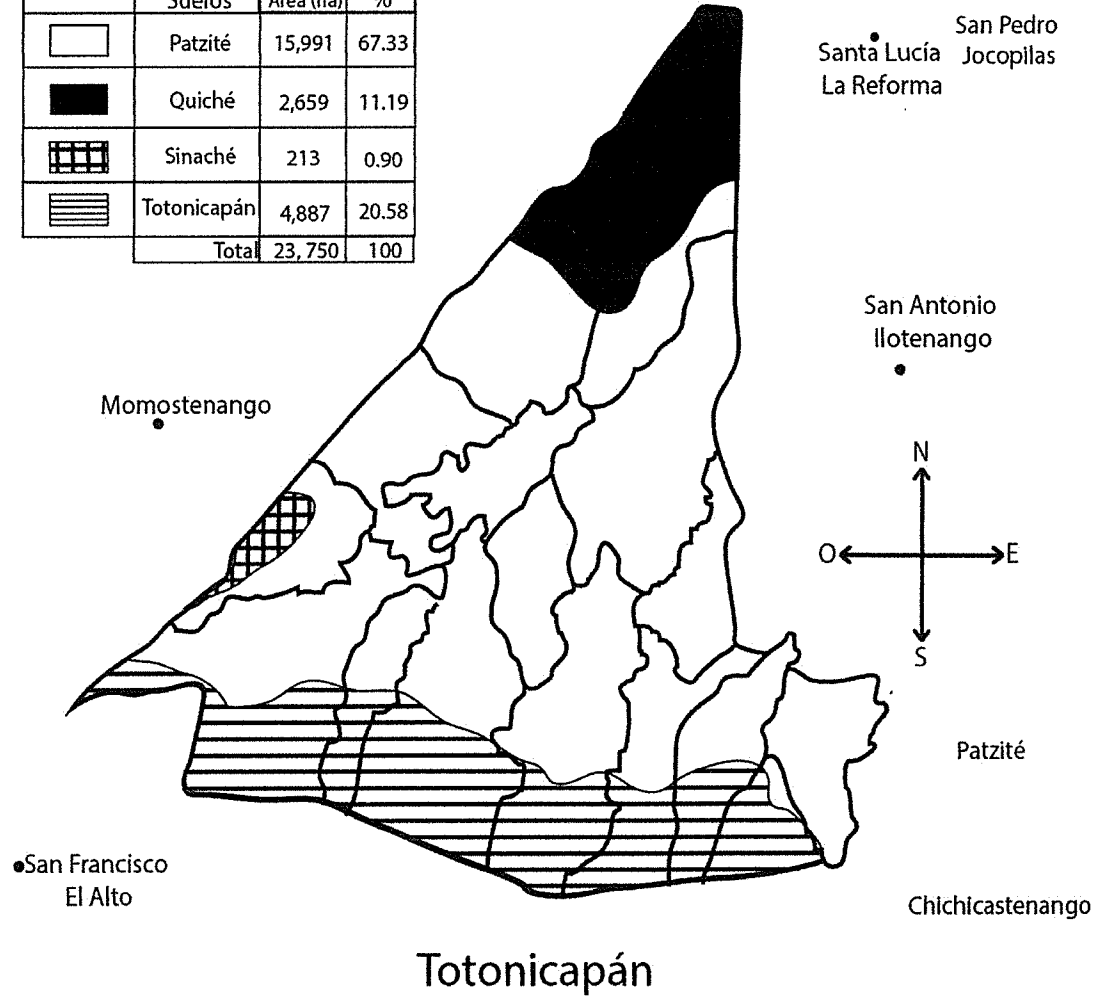 Suelos Área (ha) %
Patzité 15,991 67.33
Quiché 2,659 11.19
Sinaché 213 0.90
Totonicapán 4,887 20.58
Total 23,750 100
San Pedro
Jocopilas
Santa Lucía
La Reforma
San Antonio
Ilotenango
Momostenango
N
O E
S
Patzité
San Francisco
El Alto
Chichicastenango
Totonicapán